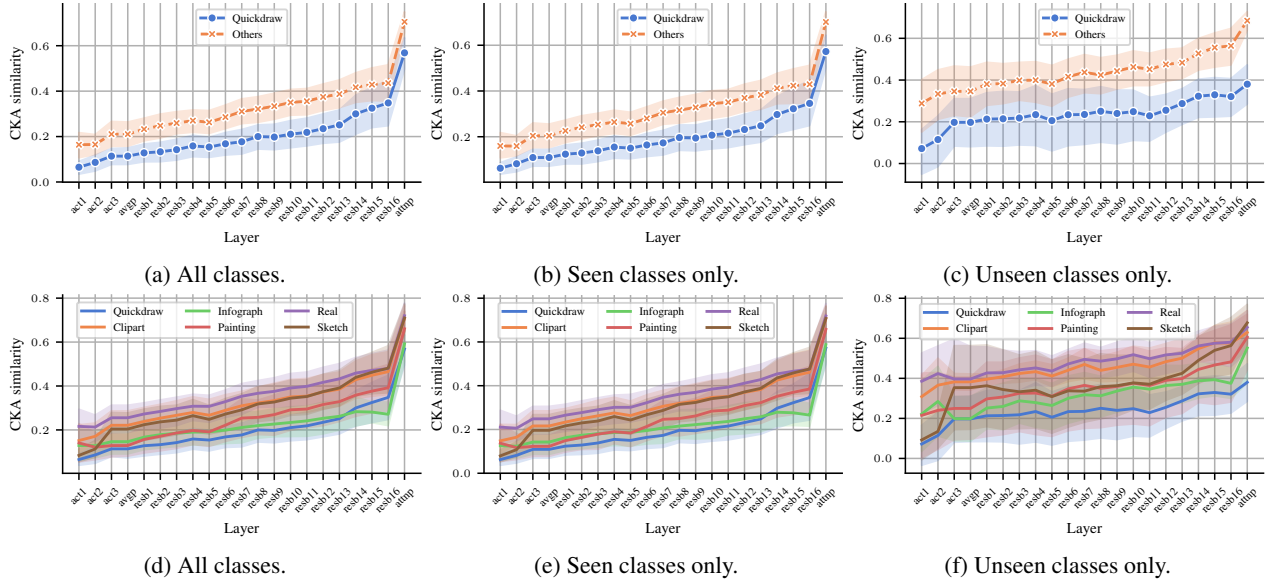 Quickdraw
Others
CKA similarity
0.6
0.4
0.2
0.0
act1 act2 act3 avgp resb1 resb2 resb3 resb4 resb5 resb6 resb7 resb8 resb9 resb10 resb11 resb12 resb13 resb14 resb15 resb16 attnp
Layer
(a) All classes.
Quickdraw
Others
CKA similarity
0.6
0.4
0.2
0.0
act1 act2 act3 avgp resb1 resb2 resb3 resb4 resb5 resb6 resb7 resb8 resb9 resb10 resb11 resb12 resb13 resb14 resb15 resb16 attnp
Layer
(b) Seen classes only.
Quickdraw
Others
CKA similarity
0.6
0.4
0.2
0.0
act1 act2 act3 avgp resb1 resb2 resb3 resb4 resb5 resb6 resb7 resb8 resb9 resb10 resb11 resb12 resb13 resb14 resb15 resb16 attnp
Layer
(c) Unseen classes only.
Quickdraw Infograph Real
Clipart Painting Sketch
CKA similarity
0.8
0.6
0.4
0.2
act1 act2 act3 avgp resb1 resb2 resb3 resb4 resb5 resb6 resb7 resb8 resb9 resb10 resb11 resb12 resb13 resb14 resb15 resb16 attnp
Layer
(d) All classes.
Quickdraw Infograph Real
Clipart Painting Sketch
CKA similarity
0.8
0.6
0.4
0.2
0.0
act1 act2 act3 avgp resb1 resb2 resb3 resb4 resb5 resb6 resb7 resb8 resb9 resb10 resb11 resb12 resb13 resb14 resb15 resb16 attnp
Layer
(e) Seen classes only.
Quickdraw Infograph Real
Clipart Painting Sketch
CKA similarity
0.8
0.6
0.4
0.2
0.0
act1 act2 act3 avgp resb1 resb2 resb3 resb4 resb5 resb6 resb7 resb8 resb9 resb10 resb11 resb12 resb13 resb14 resb15 resb16 attnp
Layer
(f) Unseen classes only.